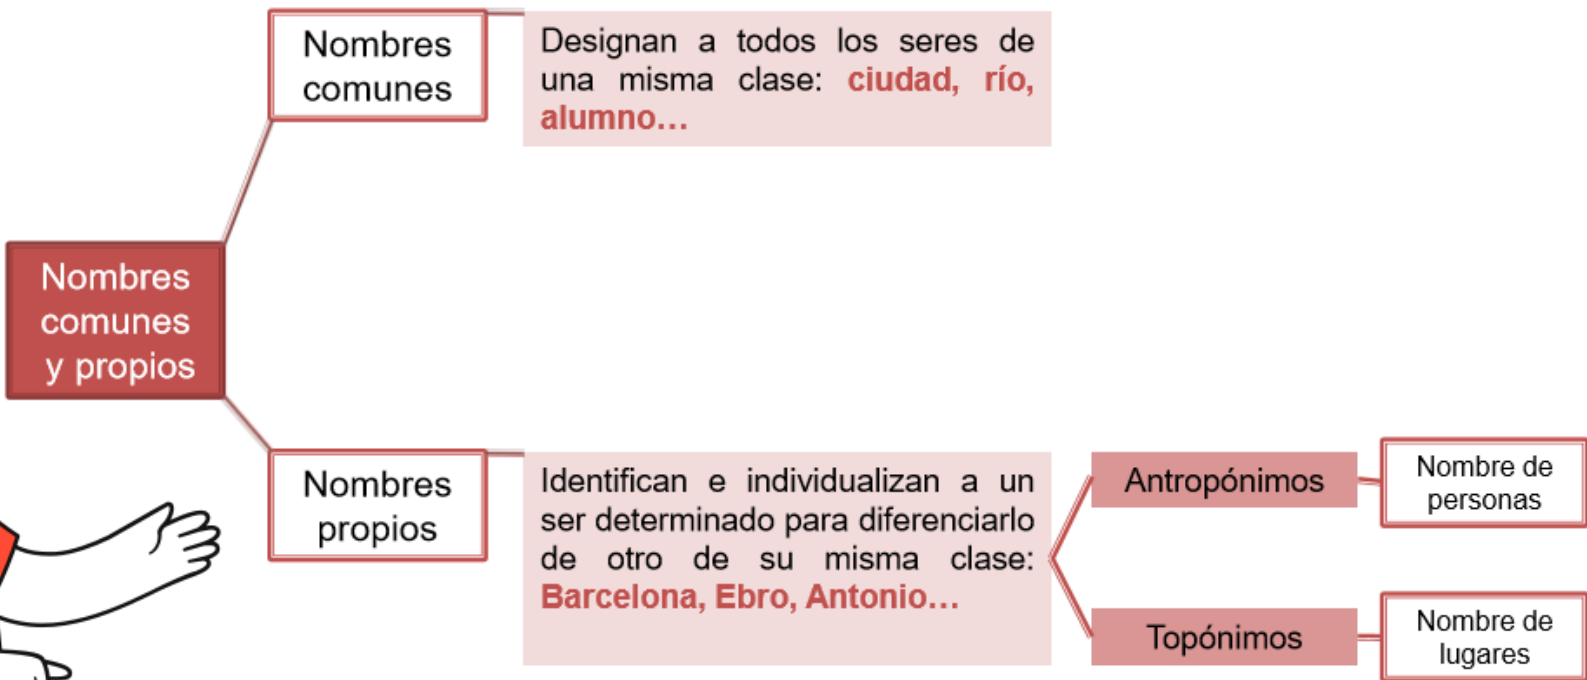 Nombres
comunes
Designan a todos los seres de
una misma clase: ciudad, río,
alumno…
Nombres
comunes
y propios
Nombres
propios
Identifican e individualizan a un
ser determinado para diferenciarlo
de otro de su misma clase:
Barcelona, Ebro, Antonio…
Antropónimos
Nombre de
personas
Topónimos
Nombre de
lugares